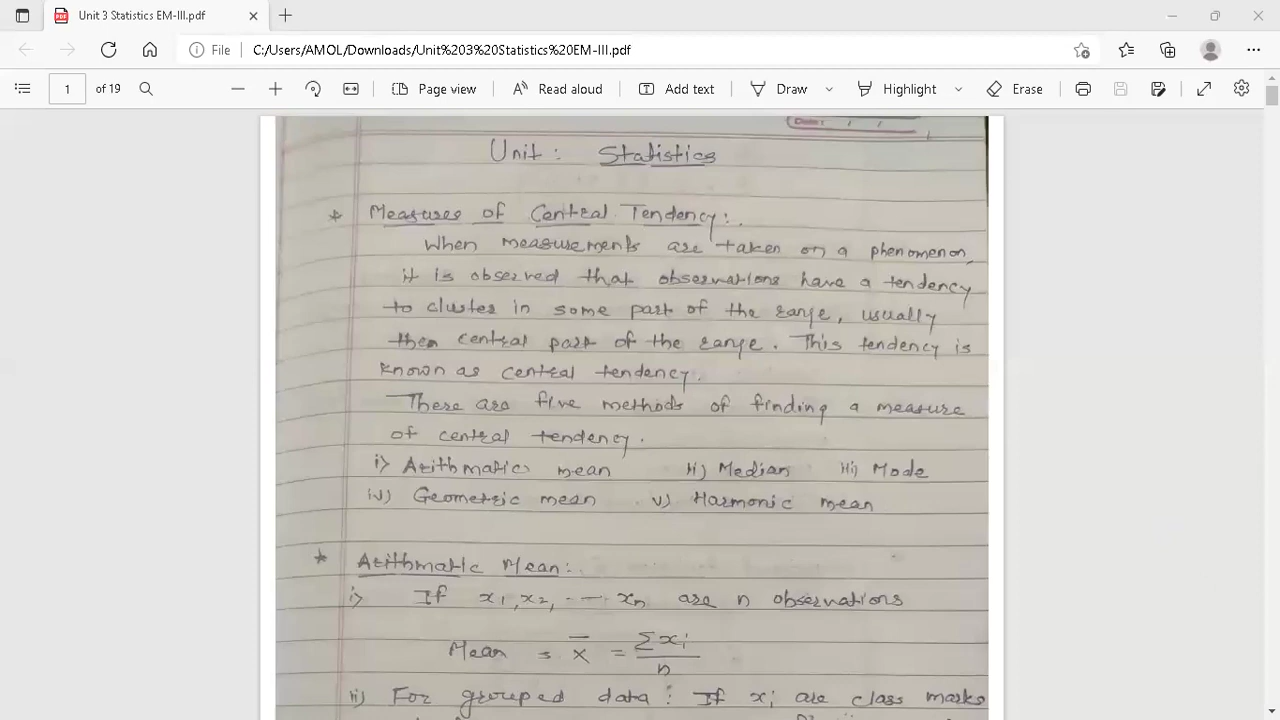 Unit 3 Statistics EM-III.pdf
File C:/Users/AMOL/Downloads/Unit%203%20Statistics%20EM-III.pdf
1 of 19 Page view Read aloud Add text Draw Highlight Erase
Date: / /
Unit: Statistics
* Measures of Central Tendency:
When measurements are taken on a phenomenon,
it is observed that observations have a tendency
to cluster in some part of the range, usually
then central part of the range. This tendency is
known as central tendency.
There are five methods of finding a measure
of central tendency.
i) Arithmatic mean ii) Median iii) Mode
iv) Geometric mean v) Harmonic mean
* Arithmatic Mean:
i) If x1, x2, ---- xn are n observations
Mean = x̄ = Σxi / n
ii) For grouped data: If xi are class marks